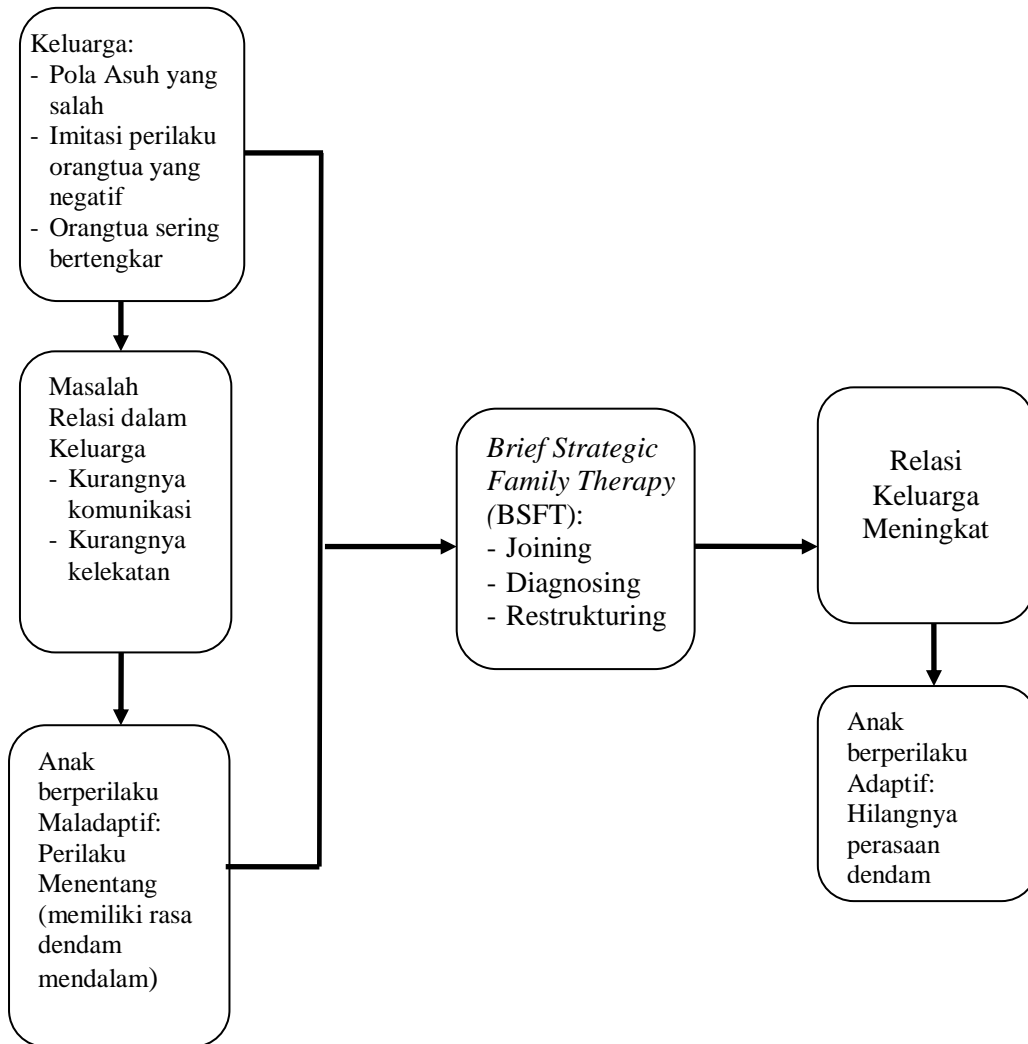 Keluarga:
- Pola Asuh yang
salah
- Imitasi perilaku
orangtua yang
negatif
- Orangtua sering
bertengkar
Masalah
Relasi dalam
Keluarga
- Kurangnya
komunikasi
- Kurangnya
kelekatan
Anak
berperilaku
Maladaptif:
Perilaku
Menentang
(memiliki rasa
dendam
mendalam)
Brief Strategic
Family Therapy
(BSFT):
- Joining
- Diagnosing
- Restrukturing
Relasi
Keluarga
Meningkat
Anak
berperilaku
Adaptif:
Hilangnya
perasaan
dendam